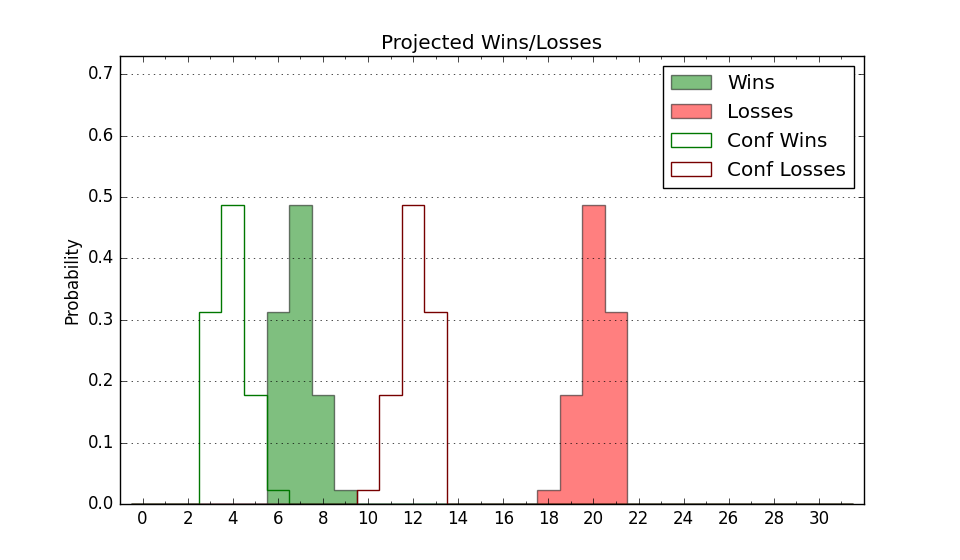 Projected Wins/Losses
0.7
0.6
0.5
0.4
0.3
0.2
0.1
0.0
Probability
Wins
Losses
Conf Wins
Conf Losses
0 2 4 6 8 10 12 14 16 18 20 22 24 26 28 30